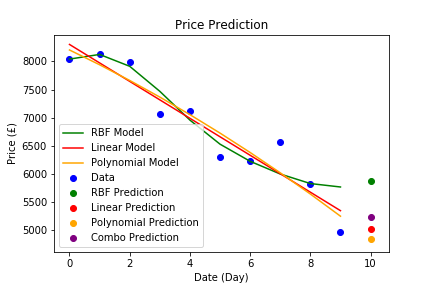 Price Prediction
Price (£)
8000
7500
7000
6500
6000
5500
5000
RBF Model
Linear Model
Polynomial Model
Data
RBF Prediction
Linear Prediction
Polynomial Prediction
Combo Prediction
0 2 4 6 8 10
Date (Day)